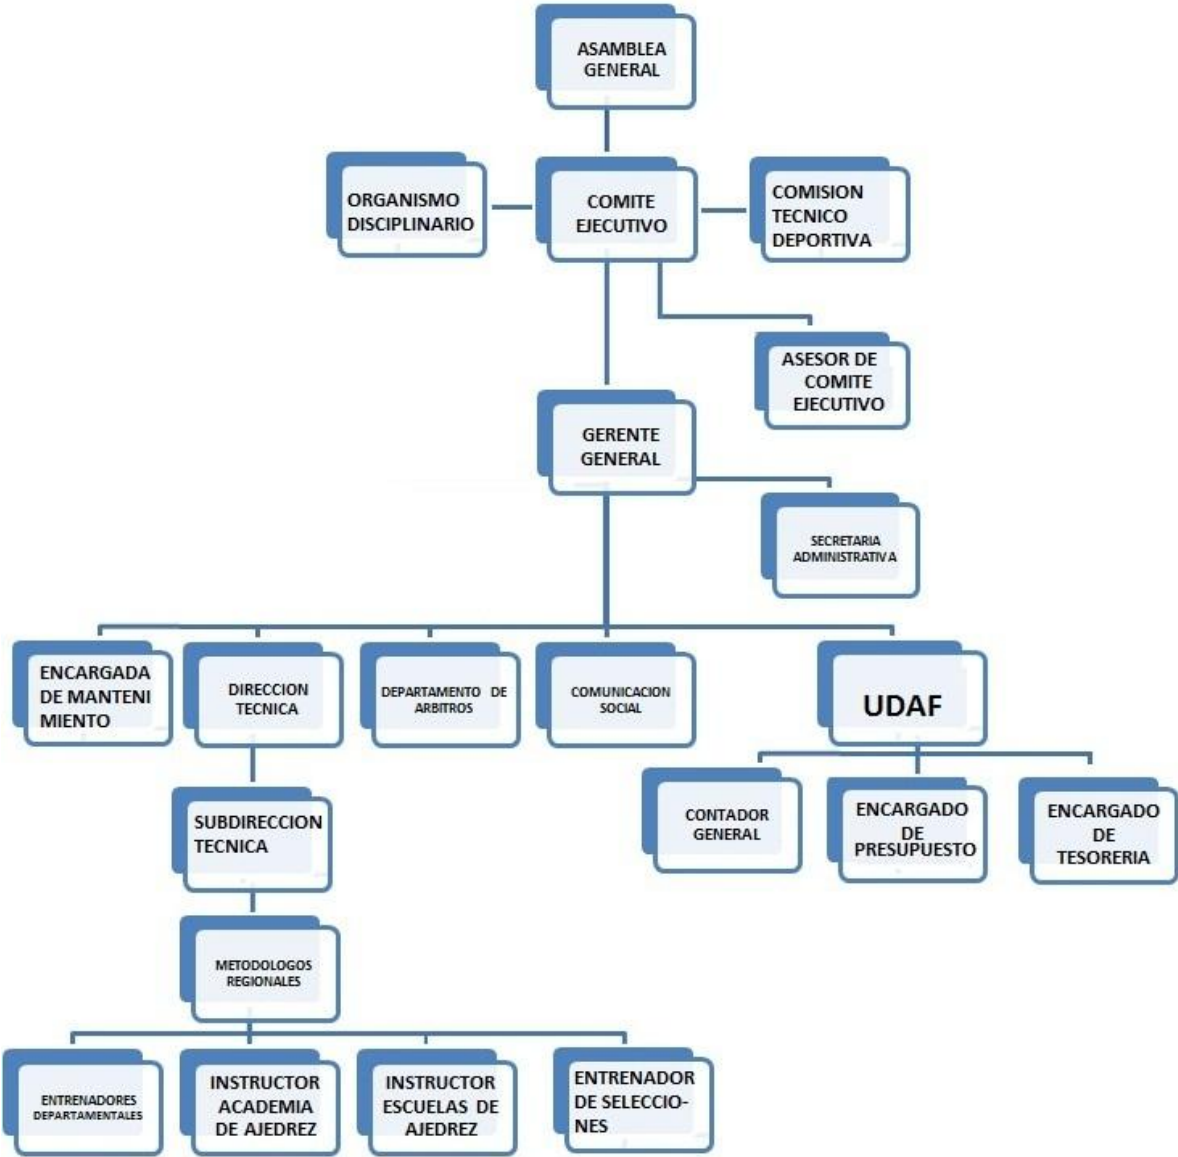 ASAMBLEA
GENERAL
ORGANISMO
DISCIPLINARIO
COMITE
EJECUTIVO
COMISION
TECNICO
DEPORTIVA
ASESOR DE
COMITE
EJECUTIVO
GERENTE
GENERAL
SECRETARIA
ADMINISTRATIVA
ENCARGADA
DE MANTENI
MIENTO
DIRECCION
TECNICA
DEPARTAMENTO DE
ARBITROS
COMUNICACION
SOCIAL
UDAF
SUBDIRECCION
TECNICA
CONTADOR
GENERAL
ENCARGADO
DE
PRESUPUESTO
ENCARGADO
DE
TESORERIA
METODOLOGOS
REGIONALES
ENTRENADORES
DEPARTAMENTALES
INSTRUCTOR
ACADEMIA
DE AJEDREZ
INSTRUCTOR
ESCUELAS DE
AJEDREZ
ENTRENADOR
DE SELECCIO-
NES